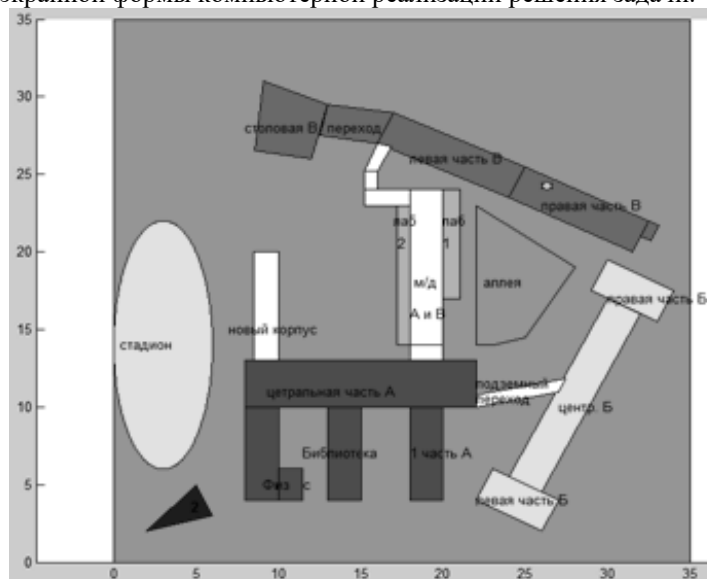 экранной формы компьютерной реализации решения задачи.
35
30
столовая В
переход
левая часть В
25
правая часть В
лаб 2
лаб 1
20
м/д
аллея
правая часть Б
А и В
новый корпус
15
стадион
подземный
цетральная часть А
переход
центр. Б
10
Библиотека
1 часть А
Физ с
5
левая часть Б
2
0
0 5 10 15 20 25 30 35